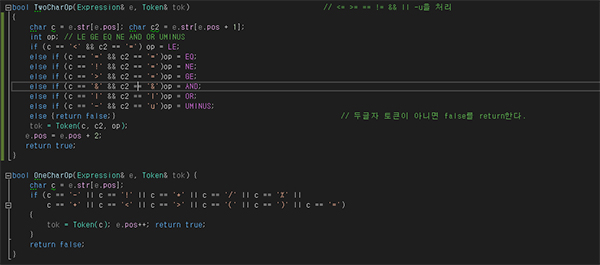 bool TwoCharOp(Expression& e, Token& tok) // <= >= == != && || -u를 처리
{
char c = e.str[e.pos]; char c2 = e.str[e.pos + 1];
int op; // LE GE EQ NE AND OR UMINUS
if (c == '<' && c2 == '=') op = LE;
else if (c == '=' && c2 == '=')op = EQ;
else if (c == '!' && c2 == '=')op = NE;
else if (c == '>' && c2 == '=')op = GE;
else if (c == '&' && c2 == '&')op = AND;
else if (c == '|' && c2 == '|')op = OR;
else if (c == '-' && c2 == 'u')op = UMINUS;
else {return false;} // 두글자 토큰이 아니면 false를 return한다.
tok = Token(c, c2, op);
e.pos = e.pos + 2;
return true;
}
bool OneCharOp(Expression& e, Token& tok) {
char c = e.str[e.pos];
if (c == '-' || c == '!' || c == '*' || c == '/' || c == '%' ||
c == '+' || c == '<' || c == '>' || c == '(' || c == ')' || c == '=')
{
tok = Token(c); e.pos++; return true;
}
return false;
}